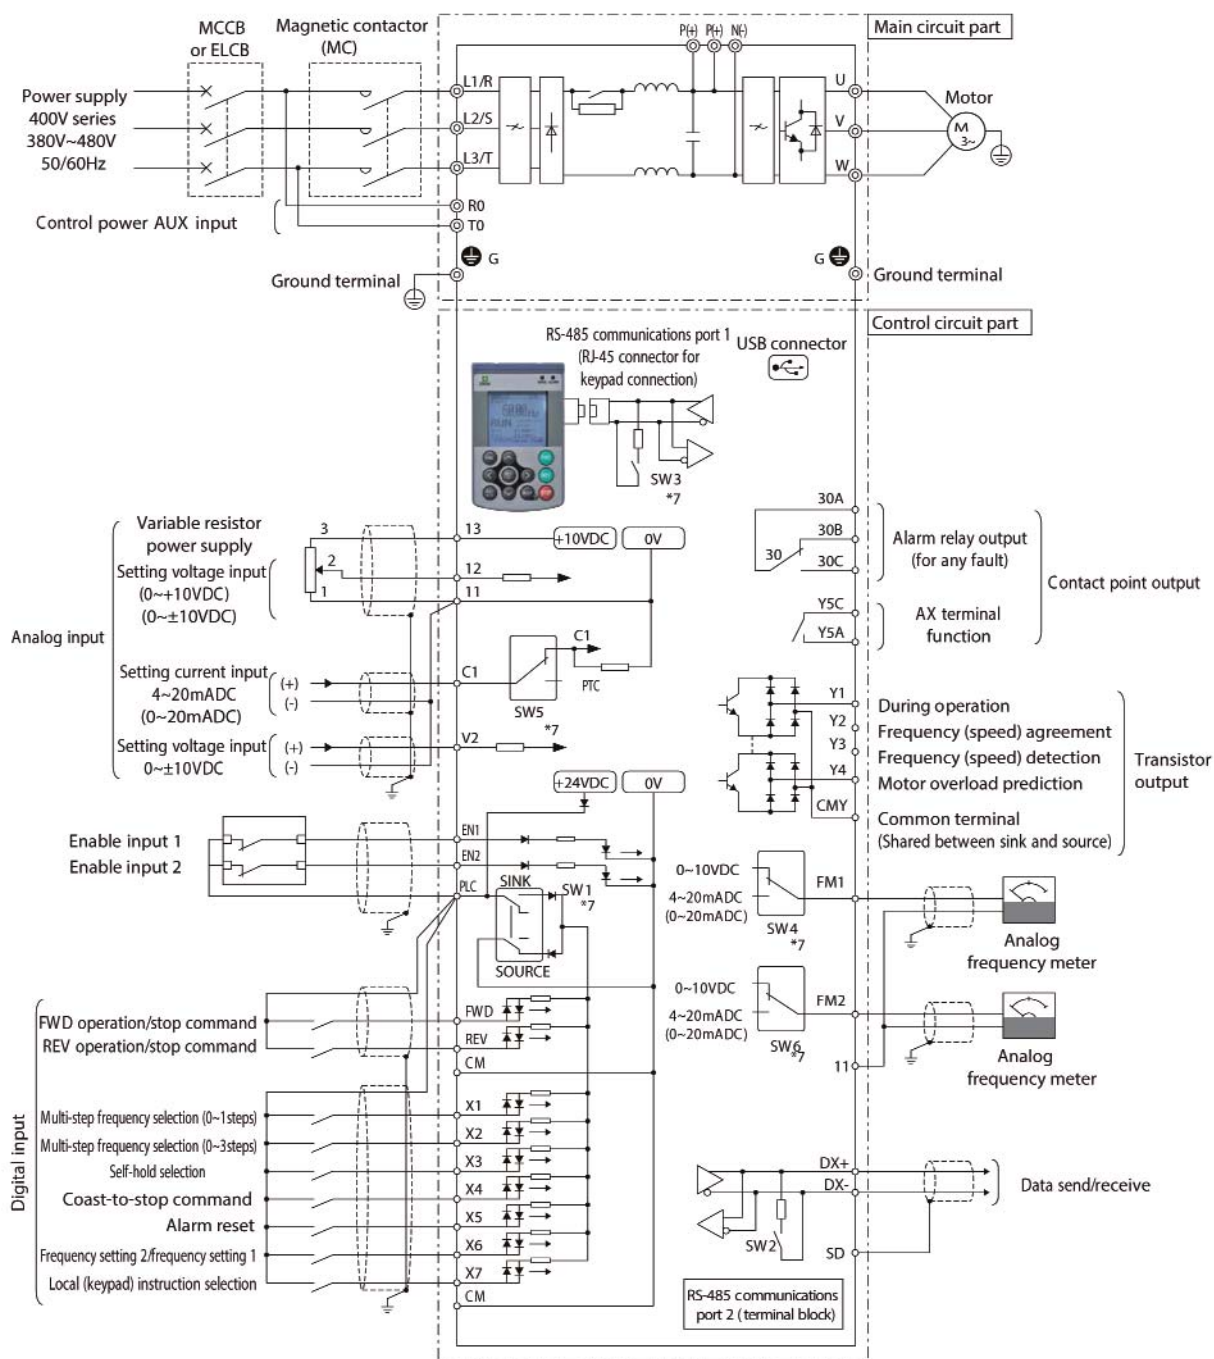 MCCB
or ELCB
Magnetic contactor
(MC)
P(+)
P(+)
N(-)
Main circuit part
Power supply
400V series
380V~480V
50/60Hz
L1/R
L2/S
L3/T
U
V
W
Motor
M
3~
Control power AUX input
R0
T0
G
G
Ground terminal
Ground terminal
Control circuit part
RS-485 communications port 1
(RJ-45 connector for
keypad connection)
USB connector
SW3
*7
Analog input
Variable resistor
power supply
Setting voltage input
(0~+10VDC)
(0~±10VDC)
3
2
1
13
12
11
+10VDC
0V
Setting current input
4~20mADC
(0~20mADC)
(+)
(-)
C1
C1
PTC
SW5
*7
Setting voltage input
0~±10VDC
(+)
(-)
V2
30A
30B
30C
30
Alarm relay output
(for any fault)
Y5C
Y5A
AX terminal
function
Contact point output
Y1
Y2
Y3
Y4
CMY
During operation
Frequency (speed) agreement
Frequency (speed) detection
Motor overload prediction
Common terminal
(Shared between sink and source)
Transistor
output
+24VDC
0V
Enable input 1
Enable input 2
EN1
EN2
PLC
SINK
SW1
*7
SOURCE
0~10VDC
4~20mADC
(0~20mADC)
SW4
*7
FM1
Analog
frequency meter
0~10VDC
4~20mADC
(0~20mADC)
SW6
*7
FM2
11
Analog
frequency meter
Digital input
FWD operation/stop command
REV operation/stop command
FWD
REV
CM
Multi-step frequency selection (0~1steps)
Multi-step frequency selection (0~3steps)
Self-hold selection
Coast-to-stop command
Alarm reset
Frequency setting 2/frequency setting 1
Local (keypad) instruction selection
X1
X2
X3
X4
X5
X6
X7
CM
DX+
DX-
SD
SW2
Data send/receive
RS-485 communications
port 2 (terminal block)